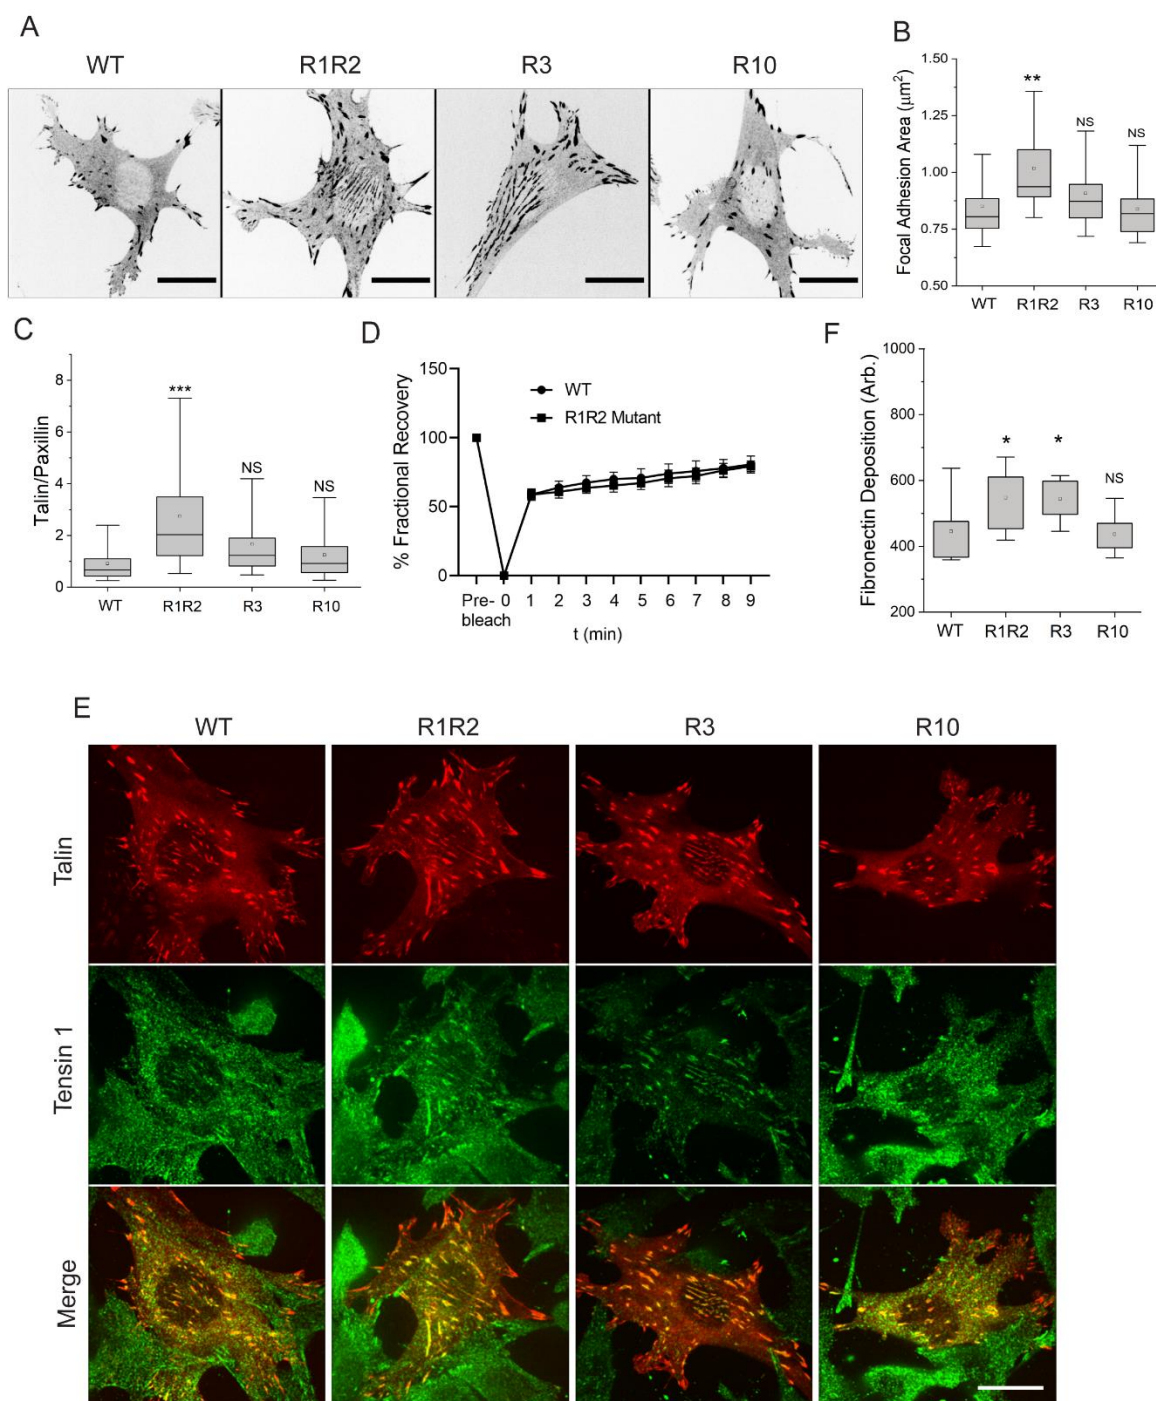 A
WT
R1R2
R3
R10
B
Focal Adhesion Area (μm²)
1.50
1.25
1.00
0.75
0.50
**
NS
NS
WT
R1R2
R3
R10
C
Talin/Paxillin
8
6
4
2
0
***
NS
NS
WT
R1R2
R3
R10
D
% Fractional Recovery
150
100
50
0
WT
R1R2 Mutant
Pre-
bleach
0 1 2 3 4 5 6 7 8 9
t (min)
F
Fibronectin Deposition (Arb.)
1000
800
600
400
200
*
*
NS
WT
R1R2
R3
R10
E
WT
R1R2
R3
R10
Talin
Tensin 1
Merge